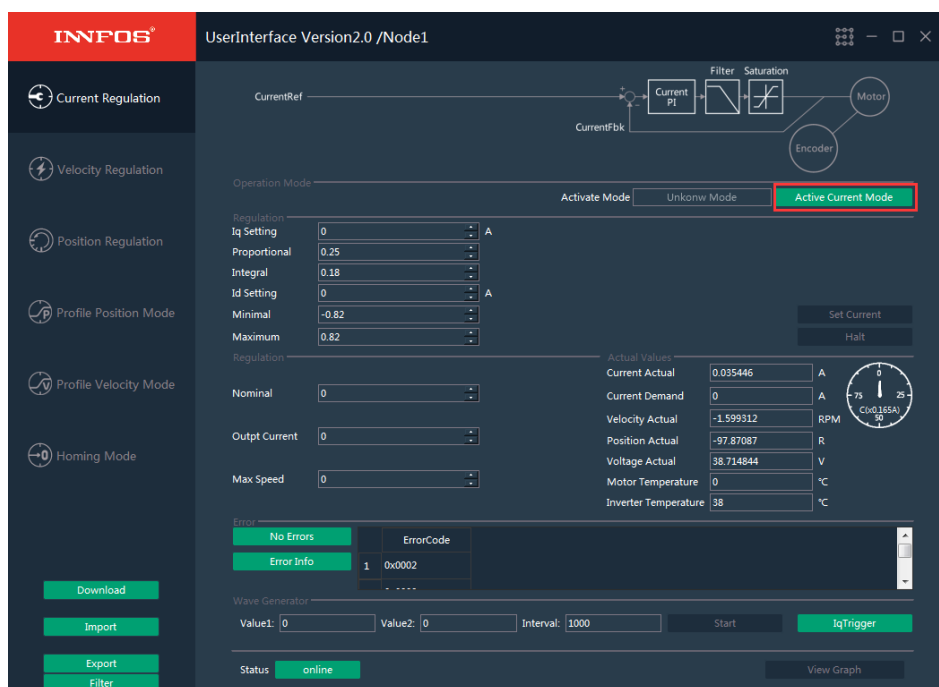 INNFOS®
UserInterface Version2.0 /Node1
Current Regulation
Velocity Regulation
Position Regulation
Profile Position Mode
Profile Velocity Mode
Homing Mode
Download
Import
Export
Filter
Filter Saturation
CurrentRef
+
Current
PI
-
Motor
CurrentFbk
Encoder
Operation Mode
Activate Mode Unkonw Mode Active Current Mode
Regulation
Iq Setting 0 A
Proportional 0.25
Integral 0.18
Id Setting 0 A
Minimal -0.82 Set Current
Maximum 0.82 Halt
Regulation
Nominal 0
Outpt Current 0
Max Speed 0
Actual Values
Current Actual 0.035446 A
Current Demand 0 A
Velocity Actual -1.599312 RPM
Position Actual -97.87087 R
Voltage Actual 38.714844 V
Motor Temperature 0 °C
Inverter Temperature 38 °C
0
75 25
C(x0.165A)
50
Error
No Errors ErrorCode
Error Info 1 0x0002
Wave Generator
Value1: 0 Value2: 0 Interval: 1000 Start IqTrigger
Status online View Graph